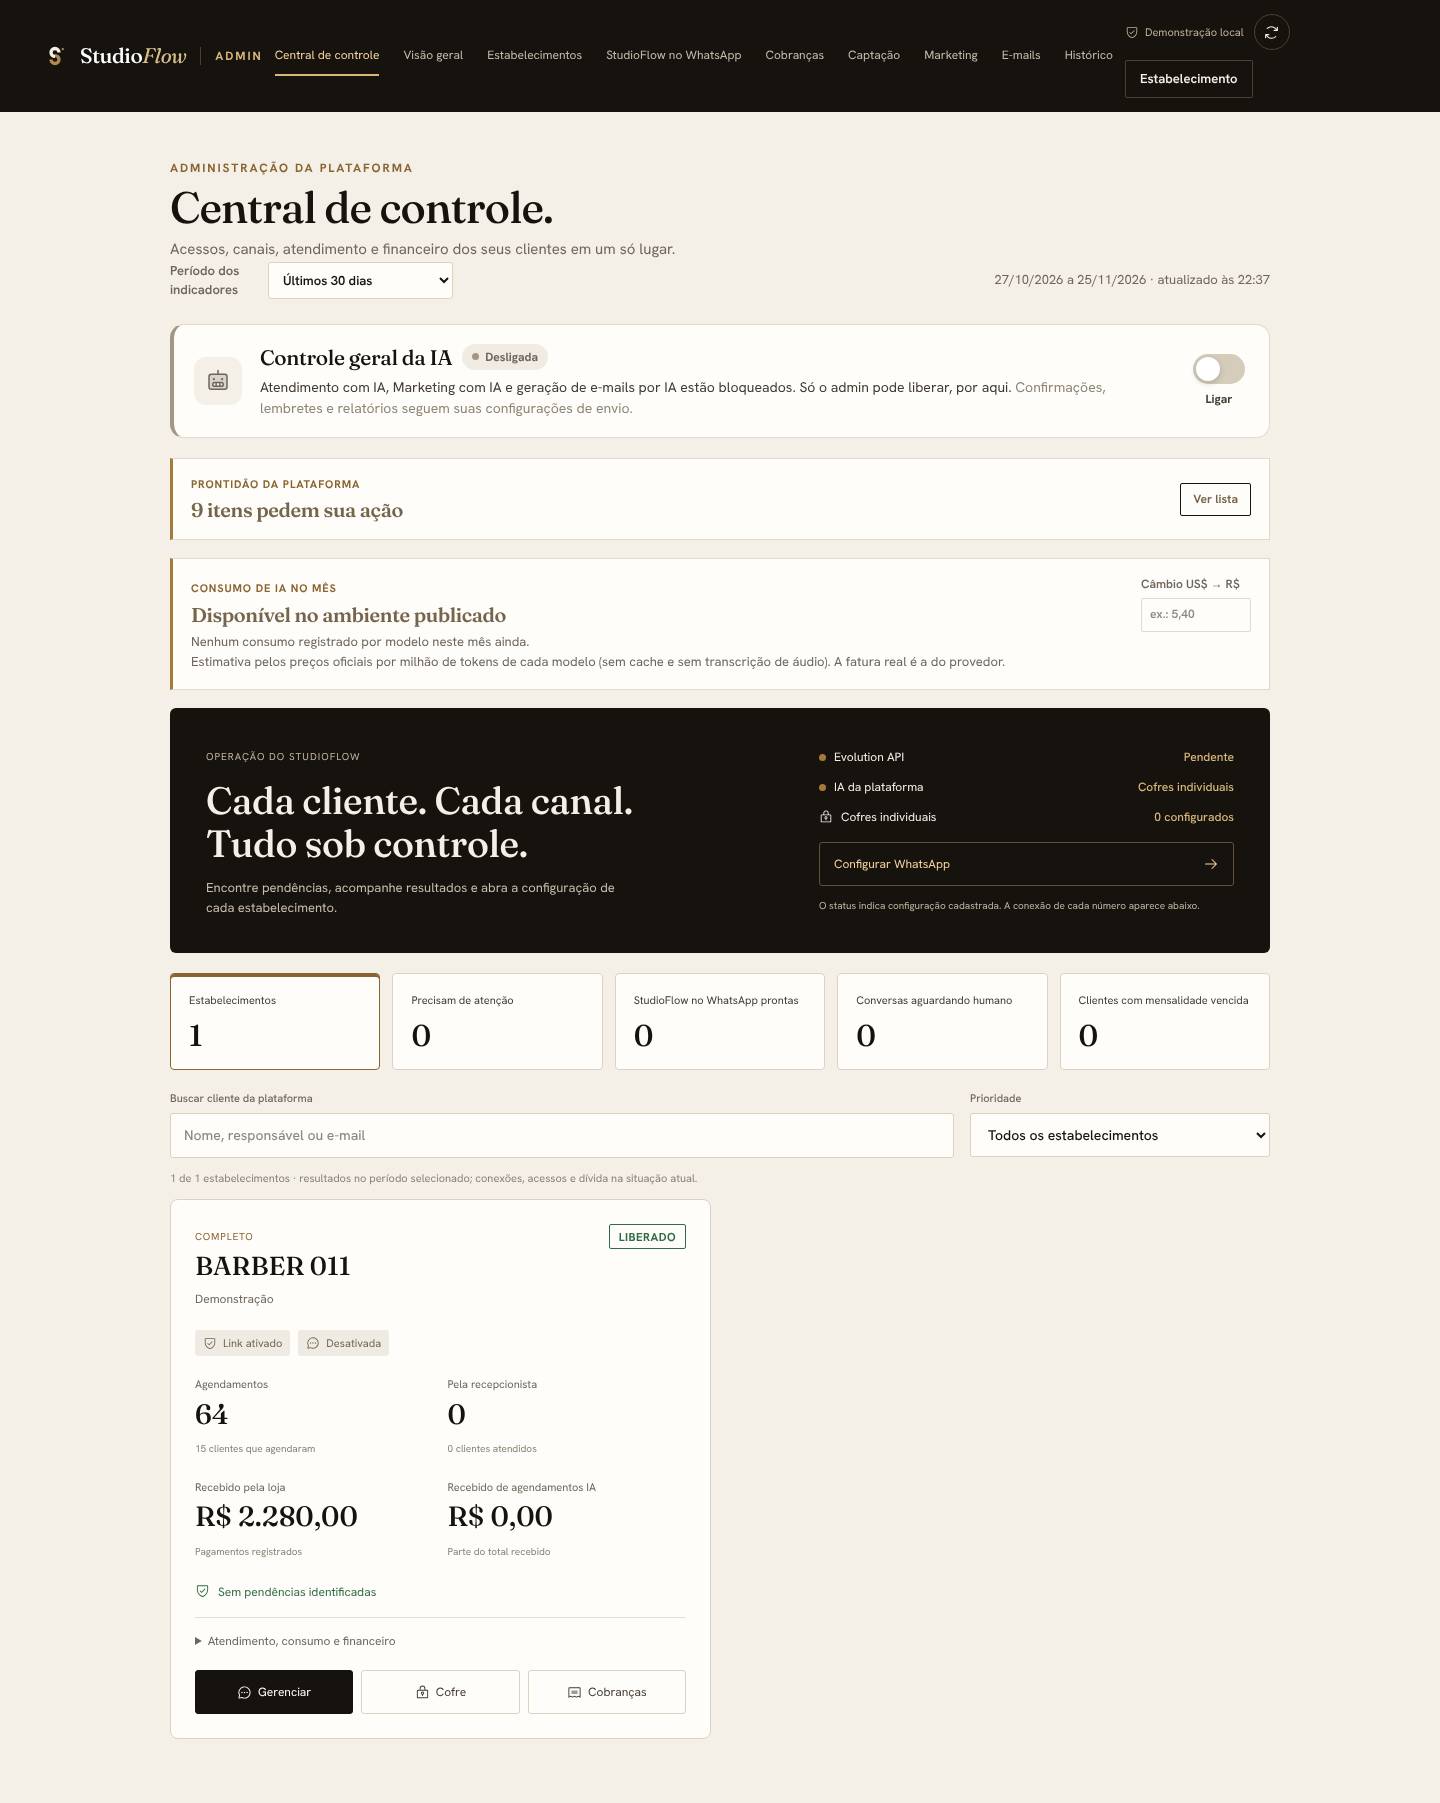 StudioFlow
ADMIN
Central de controle
Visão geral
Estabelecimentos
StudioFlow no WhatsApp
Cobranças
Captação
Marketing
E-mails
Histórico
Demonstração local
Estabelecimento
ADMINISTRAÇÃO DA PLATAFORMA
Central de controle.
Acessos, canais, atendimento e financeiro dos seus clientes em um só lugar.
Período dos
indicadores
Últimos 30 dias
27/10/2026 a 25/11/2026 · atualizado às 22:37
Controle geral da IA
Desligada
Atendimento com IA, Marketing com IA e geração de e-mails por IA estão bloqueados. Só o admin pode liberar, por aqui. Confirmações,
lembretes e relatórios seguem suas configurações de envio.
Ligar
PRONTIDÃO DA PLATAFORMA
9 itens pedem sua ação
Ver lista
CONSUMO DE IA NO MÊS
Disponível no ambiente publicado
Nenhum consumo registrado por modelo neste mês ainda.
Estimativa pelos preços oficiais por milhão de tokens de cada modelo (sem cache e sem transcrição de áudio). A fatura real é a do provedor.
Câmbio US$ → R$
ex.: 5,40
OPERAÇÃO DO STUDIOFLOW
Cada cliente. Cada canal.
Tudo sob controle.
Encontre pendências, acompanhe resultados e abra a configuração de
cada estabelecimento.
Evolution API
Pendente
IA da plataforma
Cofres individuais
Cofres individuais
0 configurados
Configurar WhatsApp
O status indica configuração cadastrada. A conexão de cada número aparece abaixo.
Estabelecimentos
1
Precisam de atenção
0
StudioFlow no WhatsApp prontas
0
Conversas aguardando humano
0
Clientes com mensalidade vencida
0
Buscar cliente da plataforma
Nome, responsável ou e-mail
Prioridade
Todos os estabelecimentos
1 de 1 estabelecimentos · resultados no período selecionado; conexões, acessos e dívida na situação atual.
COMPLETO
LIBERADO
BARBER 011
Demonstração
Link ativado
Desativada
Agendamentos
64
15 clientes que agendaram
Pela recepcionista
0
0 clientes atendidos
Recebido pela loja
R$ 2.280,00
Pagamentos registrados
Recebido de agendamentos IA
R$ 0,00
Parte do total recebido
Sem pendências identificadas
Atendimento, consumo e financeiro
Gerenciar
Cofre
Cobranças